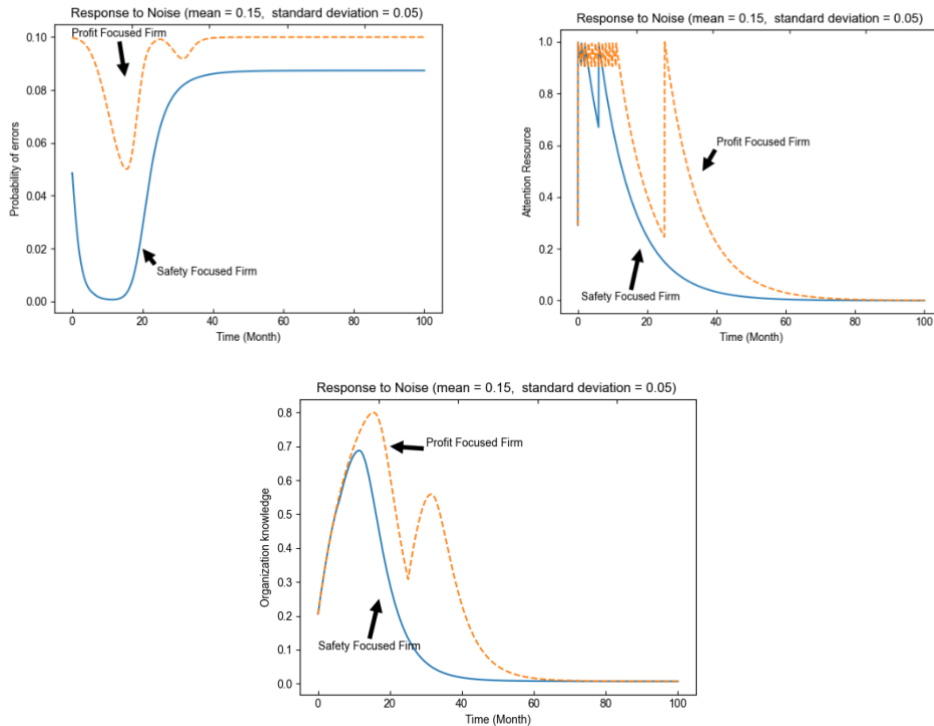 Response to Noise (mean = 0.15, standard deviation = 0.05)
0.10
0.08
0.06
0.04
0.02
0.00
Probability of errors
Profit Focused Firm
Safety Focused Firm
0
20
40
60
80
100
Time (Month)
Response to Noise (mean = 0.15, standard deviation = 0.05)
1.0
0.8
0.6
0.4
0.2
0.0
Attention Resource
Profit Focused Firm
Safety Focused Firm
0
20
40
60
80
100
Time (Month)
Response to Noise (mean = 0.15, standard deviation = 0.05)
0.8
0.7
0.6
0.5
0.4
0.3
0.2
0.1
0.0
Organization knowledge
Profit Focused Firm
Safety Focused Firm
0
20
40
60
80
100
Time (Month)